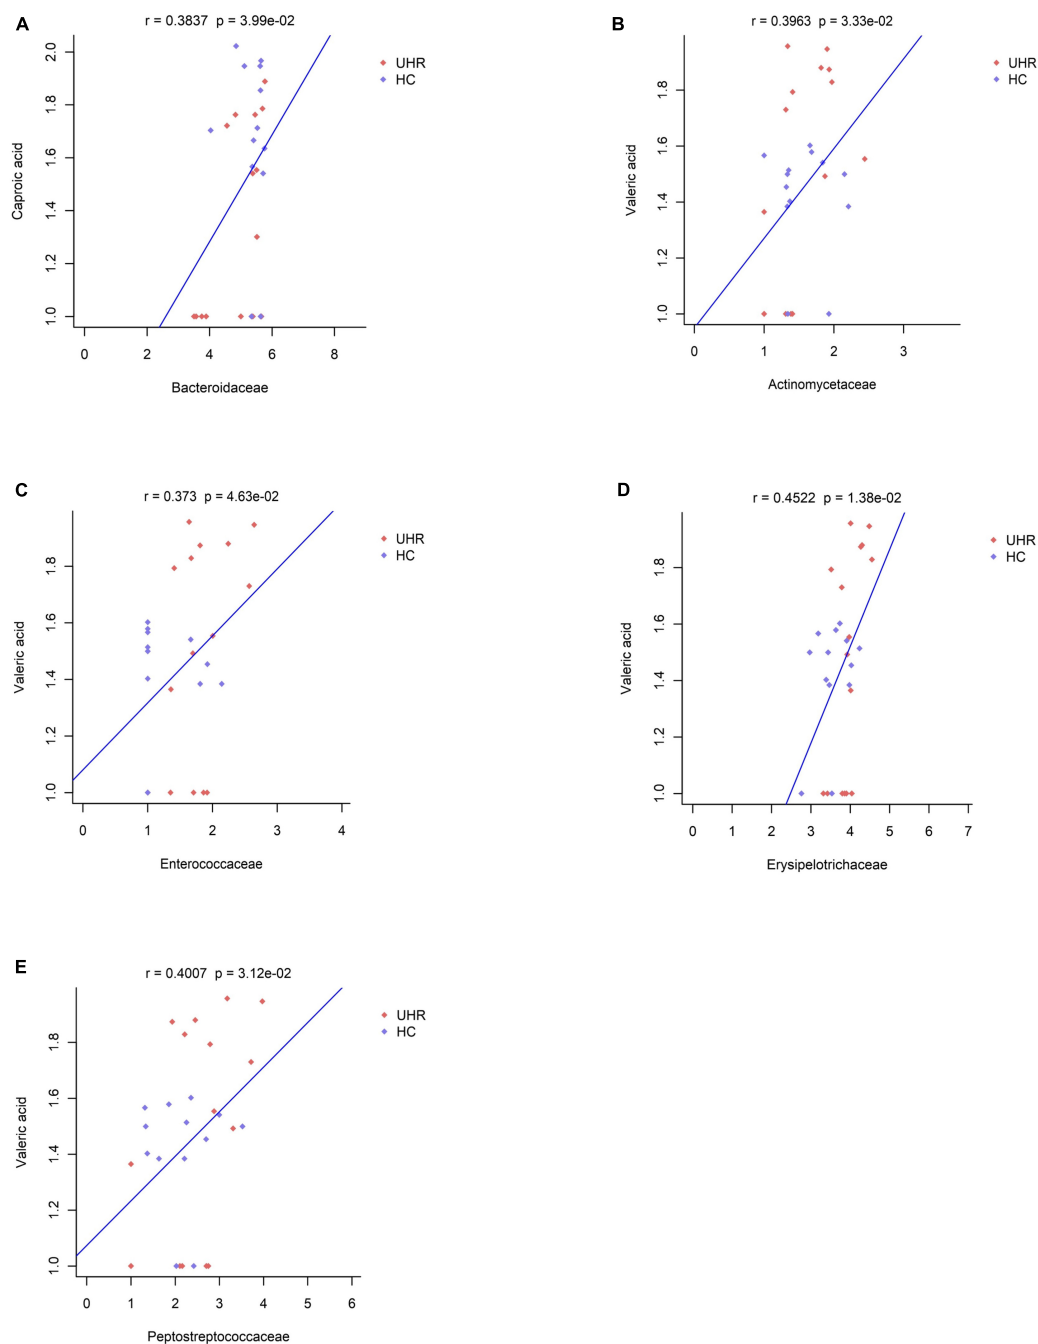 A
r = 0.3837 p = 3.99e-02
2.0
1.8
1.6
1.4
1.2
1.0
Caproic acid
0 2 4 6 8
Bacteroidaceae
UHR
HC
B
r = 0.3963 p = 3.33e-02
1.8
1.6
1.4
1.2
1.0
Valeric acid
0 1 2 3
Actinomycetaceae
UHR
HC
C
r = 0.373 p = 4.63e-02
1.8
1.6
1.4
1.2
1.0
Valeric acid
0 1 2 3 4
Enterococcaceae
UHR
HC
D
r = 0.4522 p = 1.38e-02
1.8
1.6
1.4
1.2
1.0
Valeric acid
0 1 2 3 4 5 6 7
Erysipelotrichaceae
UHR
HC
E
r = 0.4007 p = 3.12e-02
1.8
1.6
1.4
1.2
1.0
Valeric acid
0 1 2 3 4 5 6
Peptostreptococcaceae
UHR
HC